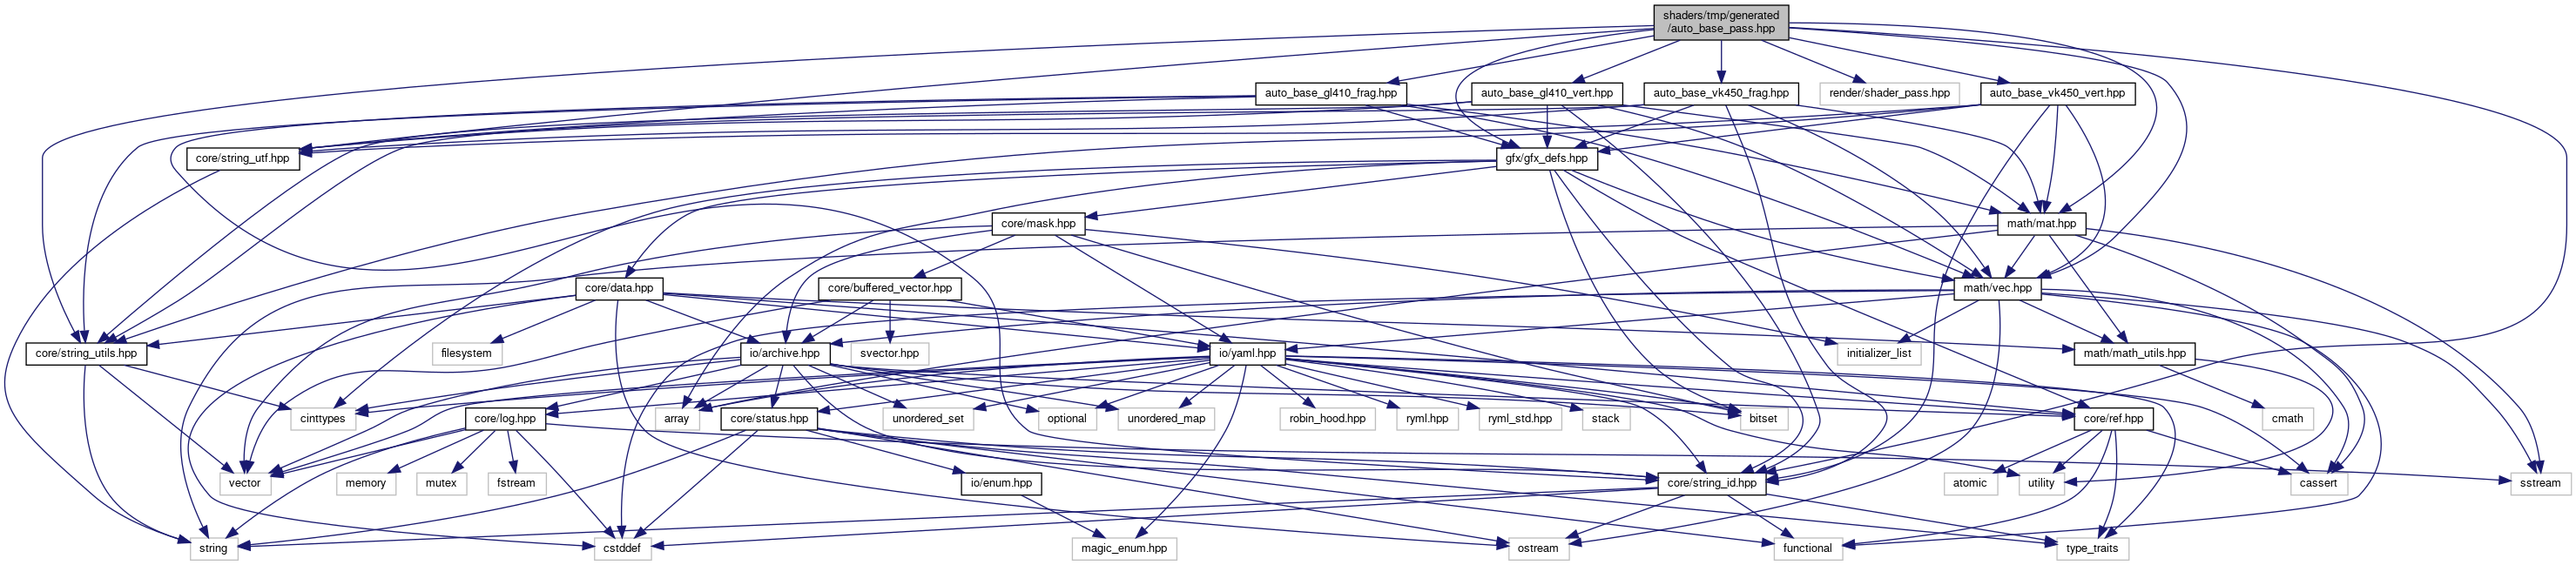 shaders/tmp/generated
/auto_base_pass.hpp
auto_base_gl410_frag.hpp
auto_base_gl410_vert.hpp
auto_base_vk450_frag.hpp
render/shader_pass.hpp
auto_base_vk450_vert.hpp
core/string_utf.hpp
gfx/gfx_defs.hpp
core/mask.hpp
math/mat.hpp
core/data.hpp
core/buffered_vector.hpp
math/vec.hpp
core/string_utils.hpp
filesystem
io/archive.hpp
svector.hpp
io/yaml.hpp
initializer_list
math/math_utils.hpp
cinttypes
core/log.hpp
array
core/status.hpp
unordered_set
optional
unordered_map
robin_hood.hpp
ryml.hpp
ryml_std.hpp
stack
bitset
core/ref.hpp
cmath
vector
memory
mutex
fstream
io/enum.hpp
core/string_id.hpp
atomic
utility
cassert
sstream
string
cstddef
magic_enum.hpp
ostream
functional
type_traits